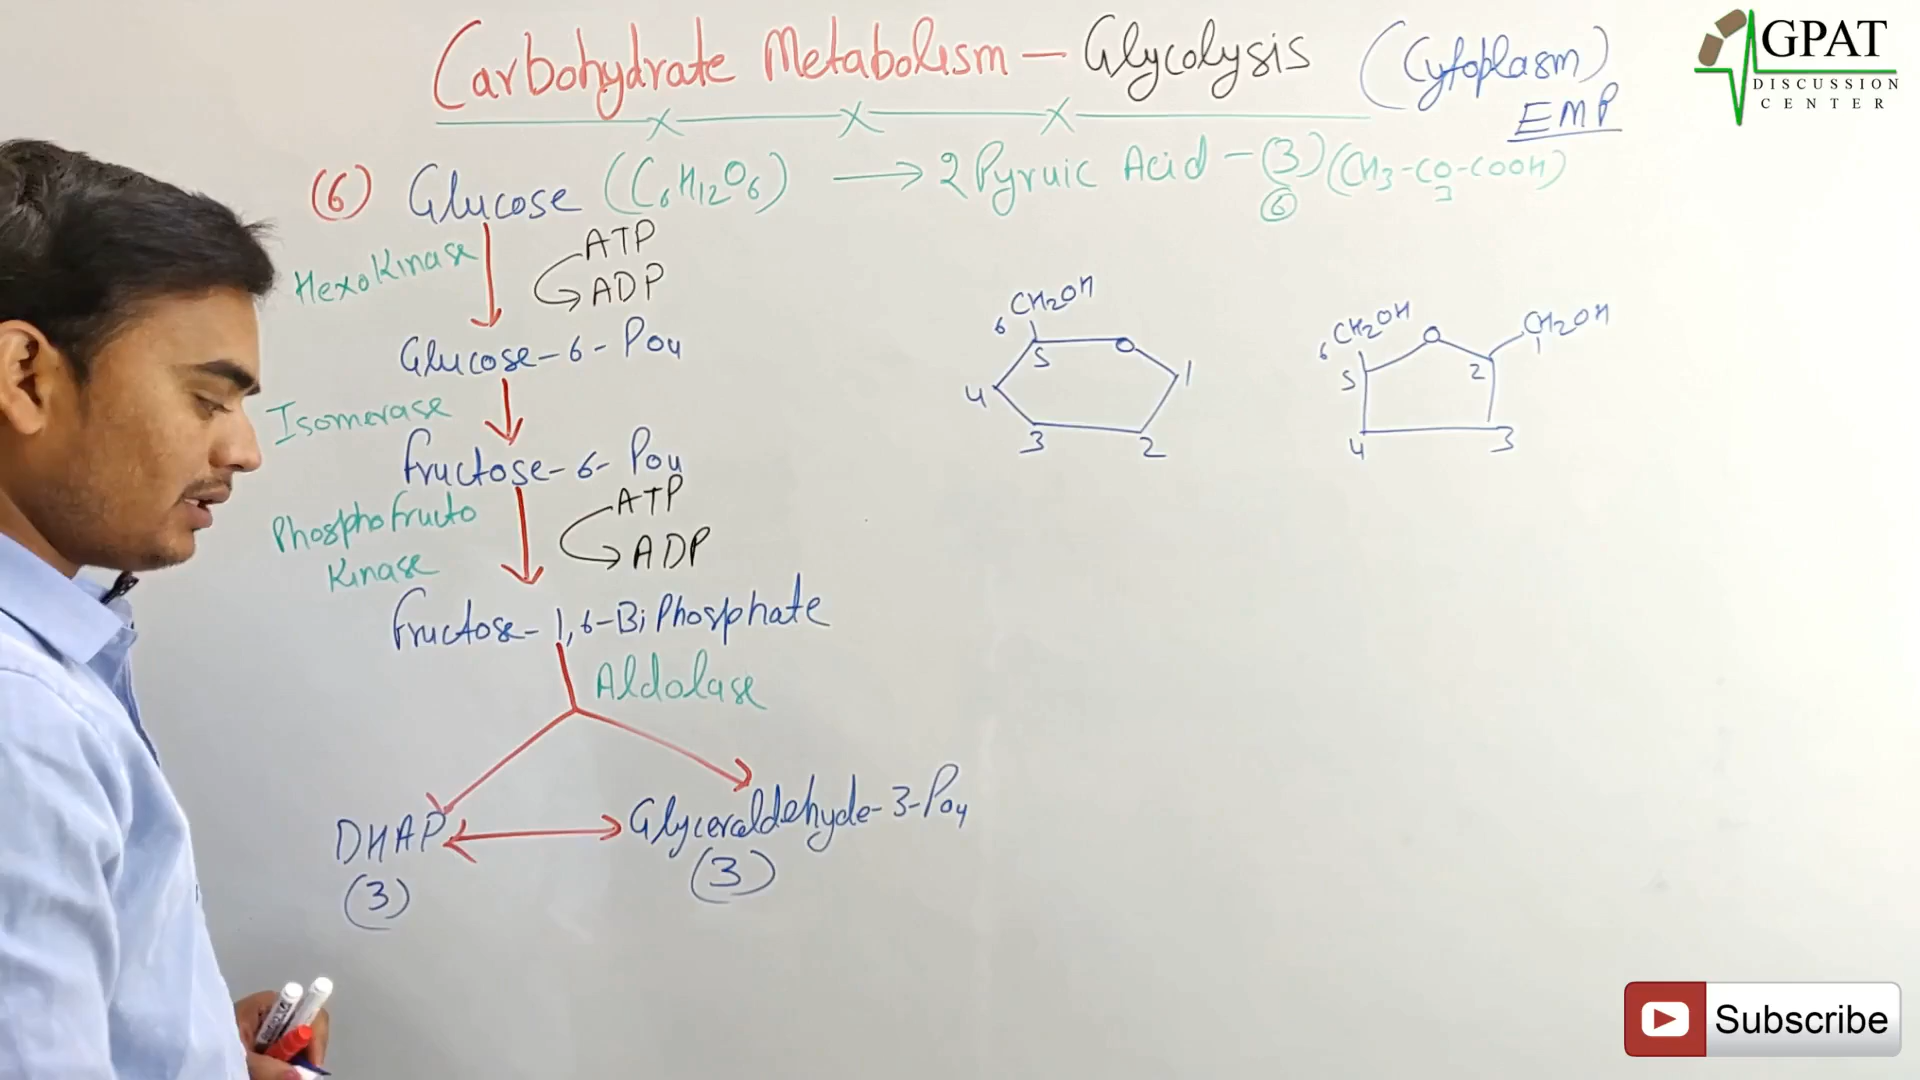 Carbohydrate Metabolism - Glycolysis (Cytoplasm)
EMP
GPAT
DISCUSSION
CENTER
(6) Glucose (C6H12O6) → 2 Pyruic Acid - (3) (CH3-CO-COOH)
6
3
Hexokinase
ATP
ADP
Glucose-6-Po4
Isomerase
Fructose-6-Po4
Phosphofructo
Kinase
ATP
ADP
Fructose-1,6-BiPhosphate
Aldolase
DHAP
Glyceraldehyde-3-Po4
(3)
(3)
6 CH2OH
5
O
1
4
3
2
6 CH2OH
O
CH2OH
1
5
2
4
3
Subscribe